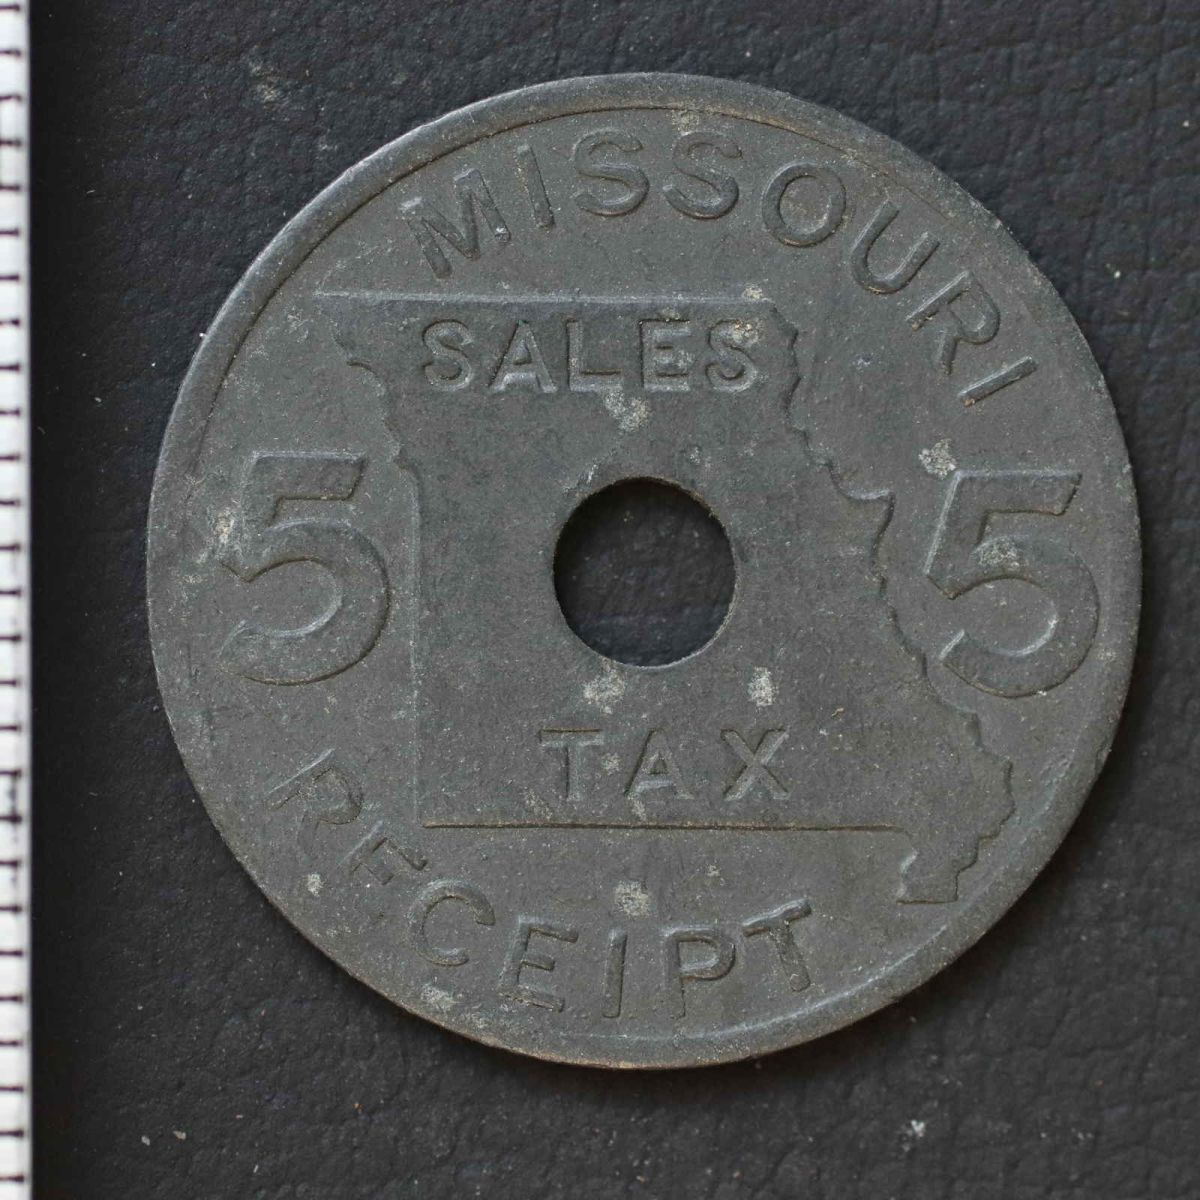 MISSOURI
SALES
5 5
TAX
RECEIPT